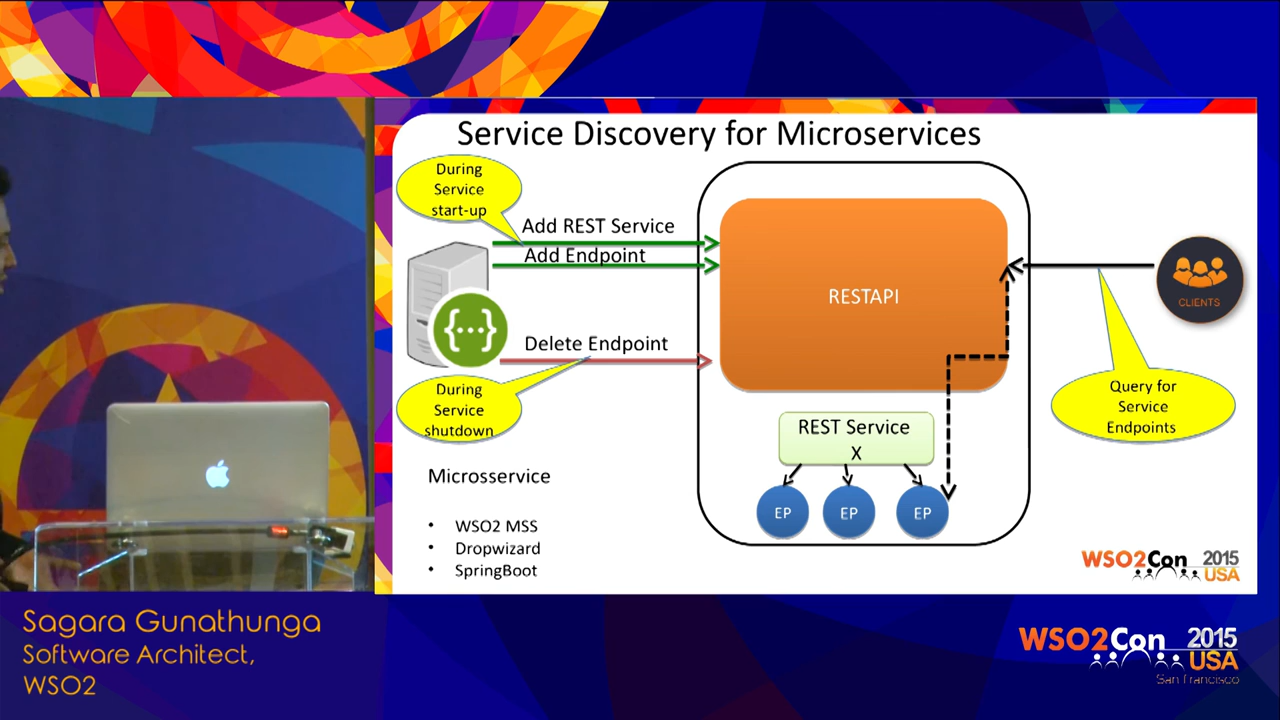 Service Discovery for Microservices
During
Service
start-up
Add REST Service
Add Endpoint
Delete Endpoint
During
Service
shutdown
RESTAPI
REST Service
X
EP
EP
EP
CLIENTS
Query for
Service
Endpoints
{···}
Microsservice
• WSO2 MSS
• Dropwizard
• SpringBoot
WSO2Con 2015
USA
Sagara Gunathunga
Software Architect,
WSO2
WSO2Con 2015
USA
San Francisco